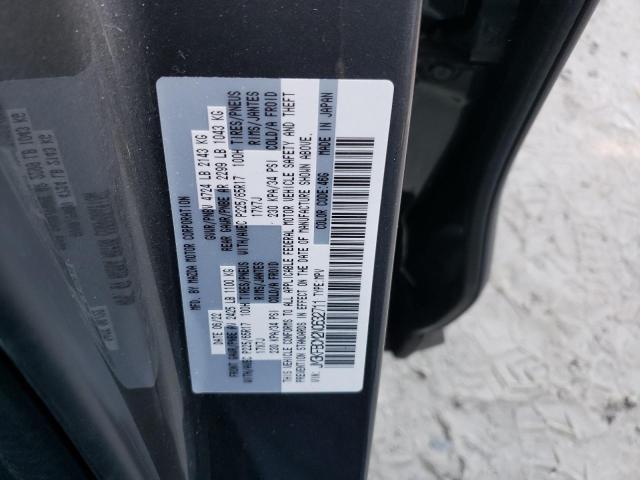 MFD. BY MAZDA MOTOR CORPORATION
DATE 06/22 GVWR/PNBV 4724 LB 2143 KG
FRONT GAWR/PNBE AV 2425 LB 1100 KG REAR GAWR/PNBE AR 2299 LB 1043 KG
WITH/AVEC P225/65R17 100H TIRES/PNEUS WITH/AVEC P225/65R17 100H TIRES/PNEUS
17X7J RIMS/JANTES 17X7J RIMS/JANTES
230 KPA/34 PSI COLD/A FROID 230 KPA/34 PSI COLD/A FROID
THIS VEHICLE CONFORMS TO ALL APPLICABLE FEDERAL MOTOR VEHICLE SAFETY AND THEFT
PREVENTION STANDARDS IN EFFECT ON THE DATE OF MANUFACTURE SHOWN ABOVE.
VIN: TYPE: MPV COLOR CODE: 46G MADE IN JAPAN